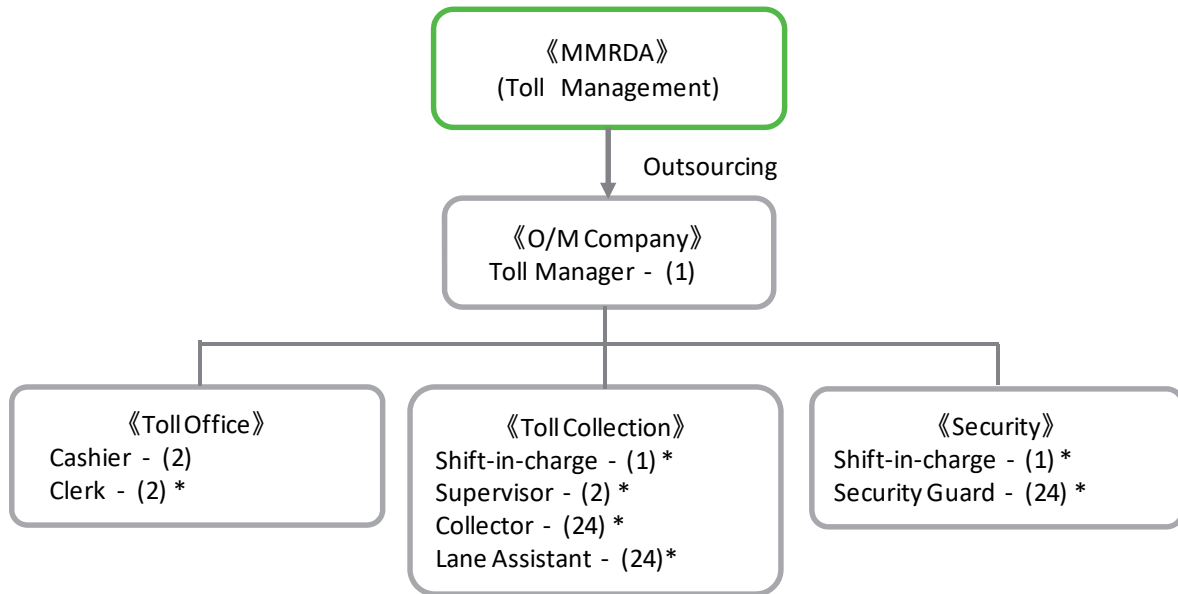 《MMRDA》
(Toll Management)
Outsourcing
《O/M Company》
Toll Manager - (1)
《Toll Office》
Cashier - (2)
Clerk - (2) *
《Toll Collection》
Shift-in-charge - (1) *
Supervisor - (2) *
Collector - (24) *
Lane Assistant - (24) *
《Security》
Shift-in-charge - (1) *
Security Guard - (24) *